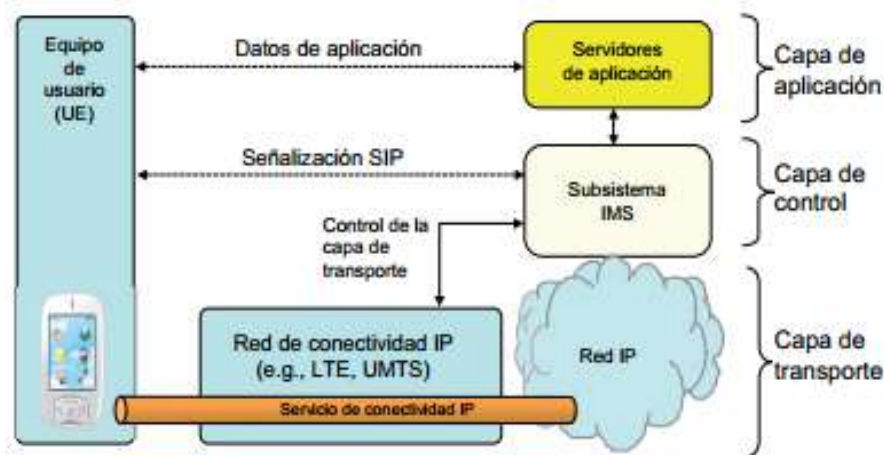 Equipo
de
usuario
(UE)
Datos de aplicación
Servidores
de aplicación
Capa de
aplicación
Señalización SIP
Subsistema
IMS
Capa de
control
Control de la
capa de
transporte
Red de conectividad IP
(e.g., LTE, UMTS)
Red IP
Capa de
transporte
Servicio de conectividad IP